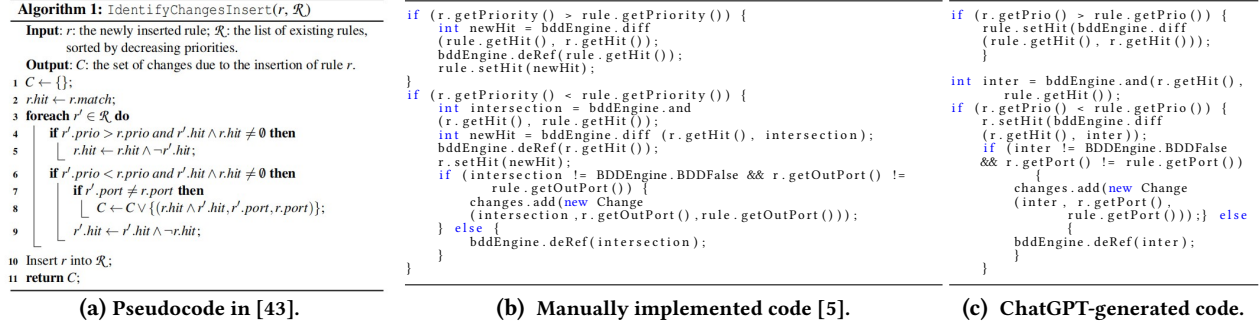 Algorithm 1: IdentifyChangesInsert(r, ℛ)
Input: r: the newly inserted rule; ℛ: the list of existing rules,
sorted by decreasing priorities.
Output: C: the set of changes due to the insertion of rule r.
1 C ← {};
2 r.hit ← r.match;
3 foreach r′ ∈ ℛ do
4 if r′.prio > r.prio and r′.hit ∧ r.hit ≠ ∅ then
5 r.hit ← r.hit ∧ ¬r′.hit;
6 if r′.prio < r.prio and r′.hit ∧ r.hit ≠ ∅ then
7 if r′.port ≠ r.port then
8 C ← C ∨ {(r.hit ∧ r′.hit, r′.port, r.port)};
9 r′.hit ← r′.hit ∧ ¬r.hit;
10 Insert r into ℛ;
11 return C;
(a) Pseudocode in [43].
if (r.getPriority() > rule.getPriority()) {
int newHit = bddEngine.diff
(rule.getHit(), r.getHit());
bddEngine.deRef(rule.getHit());
rule.setHit(newHit);
}
if (r.getPriority() < rule.getPriority()) {
int intersection = bddEngine.and
(r.getHit(), rule.getHit());
int newHit = bddEngine.diff (r.getHit(), intersection);
bddEngine.deRef(r.getHit());
r.setHit(newHit);
if (intersection != BDDEngine.BDDFalse && r.getOutPort() !=
rule.getOutPort()) {
changes.add(new Change
(intersection,r.getOutPort(),rule.getOutPort()));
} else {
bddEngine.deRef(intersection);
}
}
(b) Manually implemented code [5].
if (r.getPrio() > rule.getPrio()) {
rule.setHit(bddEngine.diff
(rule.getHit(), r.getHit()));
}
int inter = bddEngine.and(r.getHit(),
rule.getHit());
if (r.getPrio() < rule.getPrio()) {
r.setHit(bddEngine.diff
(r.getHit(), inter));
if (inter != BDDEngine.BDDFalse
&& r.getPort() != rule.getPort())
{
changes.add(new Change
(inter, r.getPort(),
rule.getPort()));} else
{
bddEngine.deRef(inter);
}
}
(c) ChatGPT-generated code.